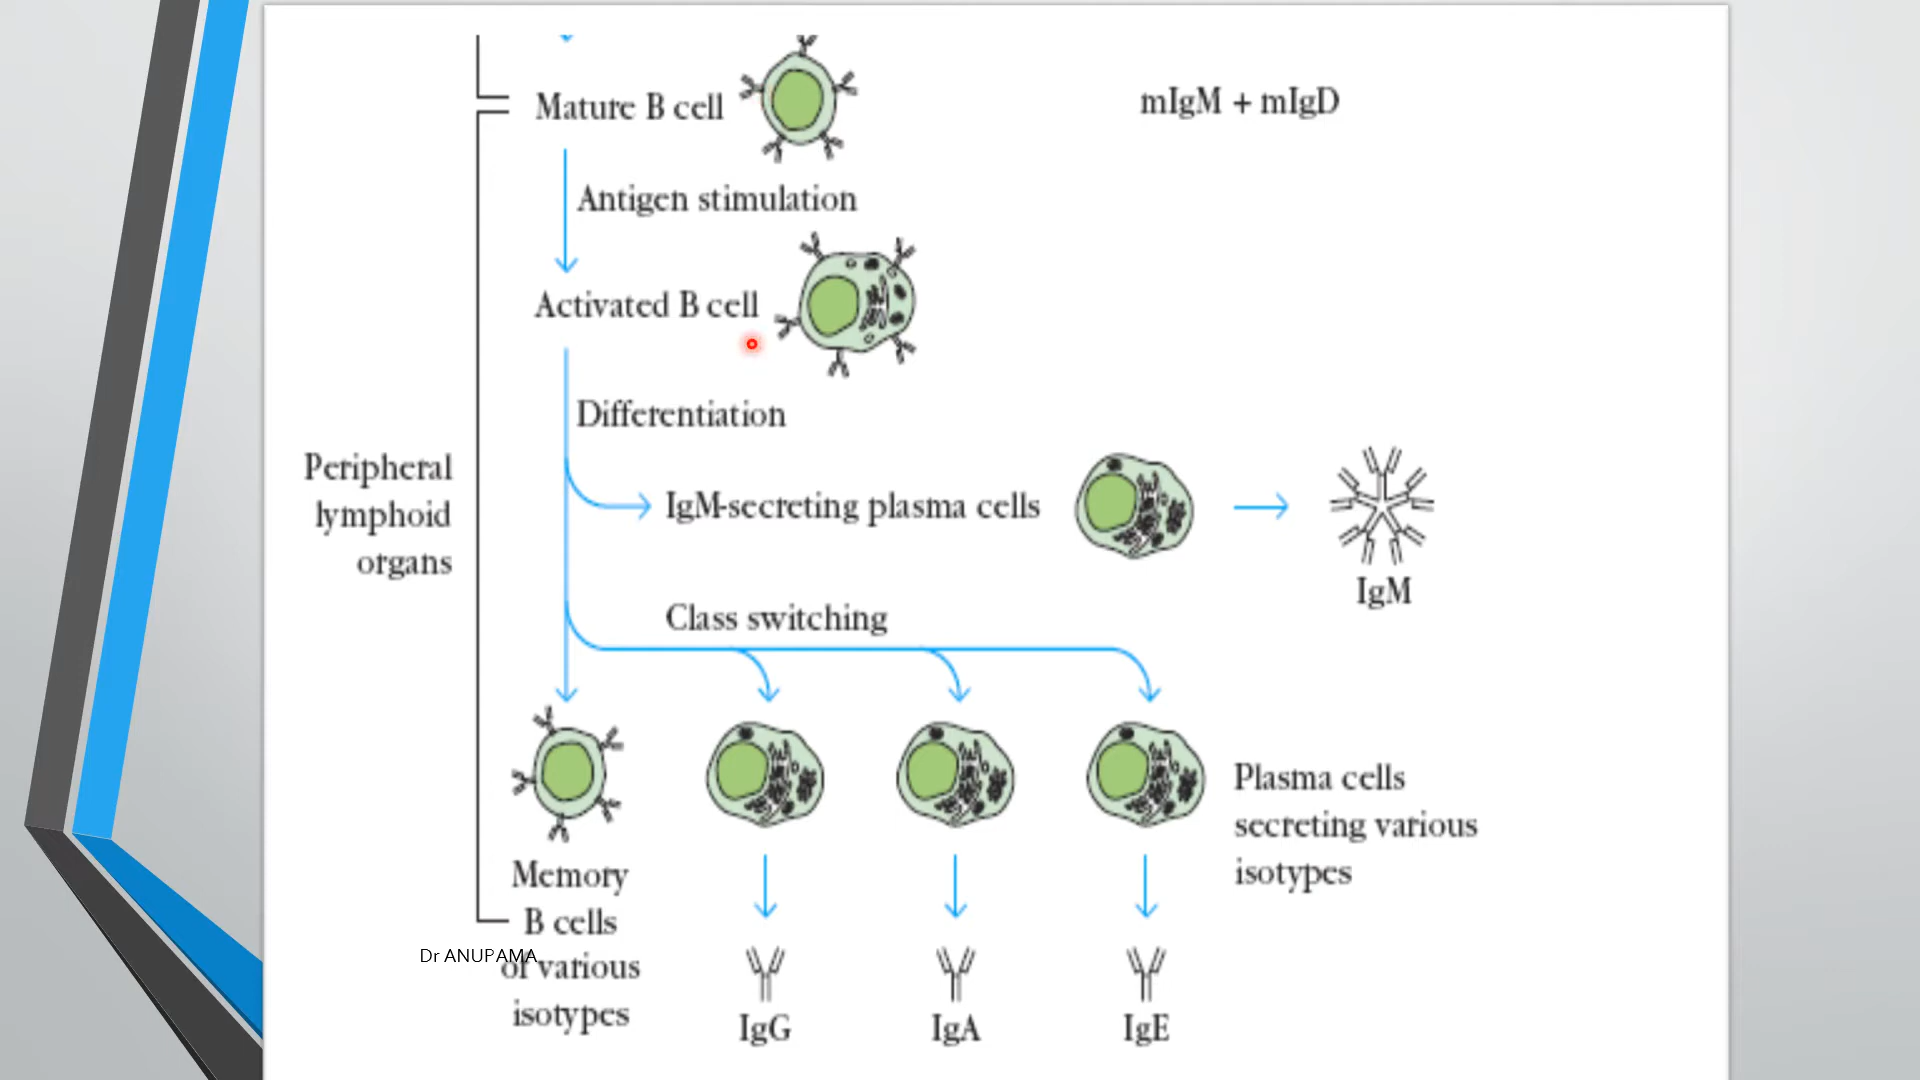 Mature B cell
mIgM + mIgD
Antigen stimulation
Activated B cell
Differentiation
Peripheral
lymphoid
organs
IgM-secreting plasma cells
IgM
Class switching
Plasma cells
secreting various
isotypes
Memory
B cells
of various
isotypes
Dr ANUPAMA
IgG
IgA
IgE